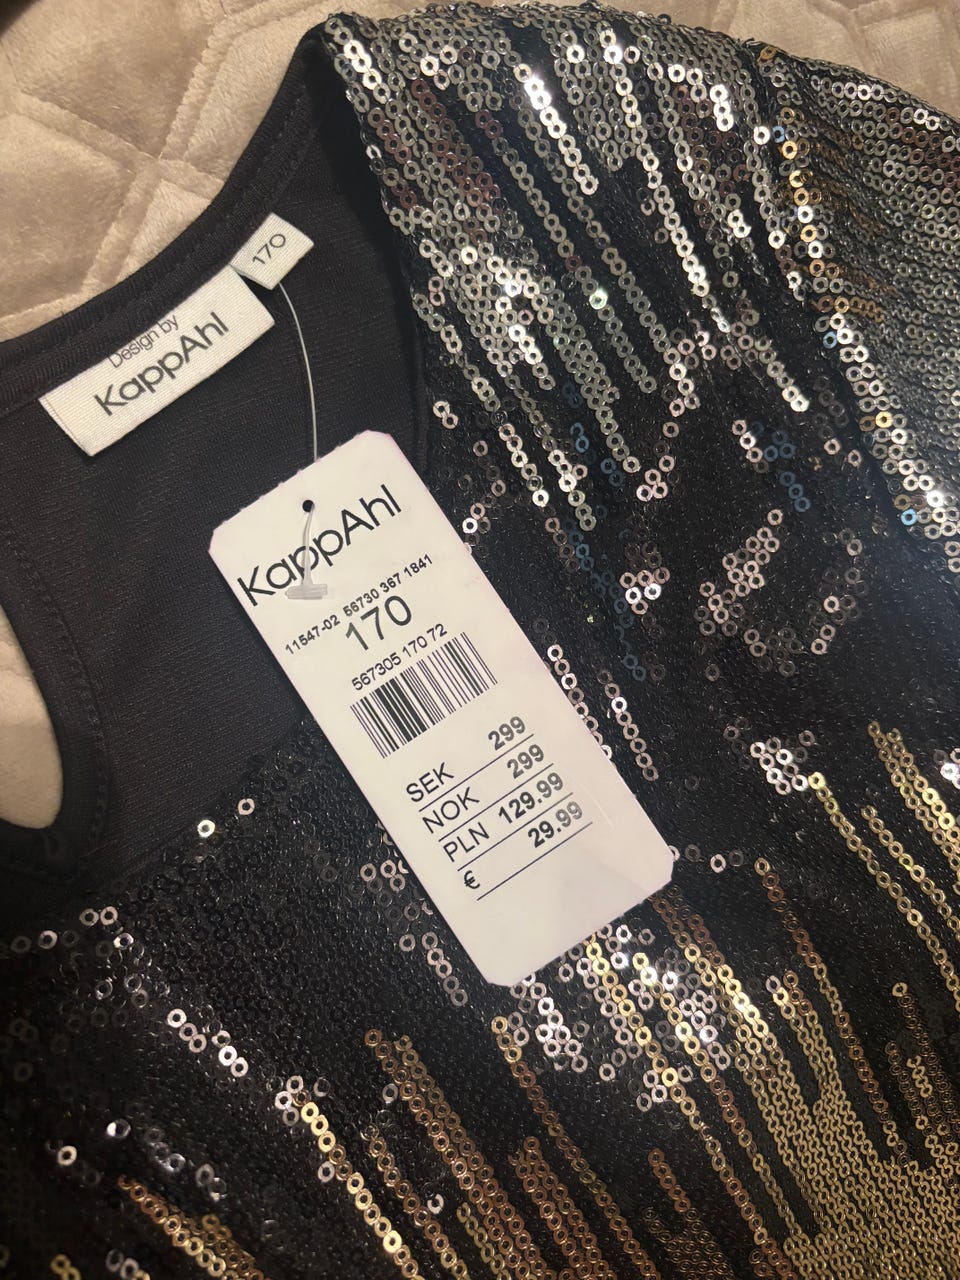 170
Design by
KappAhl
KappAhl
11547-02 56730 367 1841
170
567305 170 72
SEK 299
NOK 299
PLN 129.99
€ 29.99